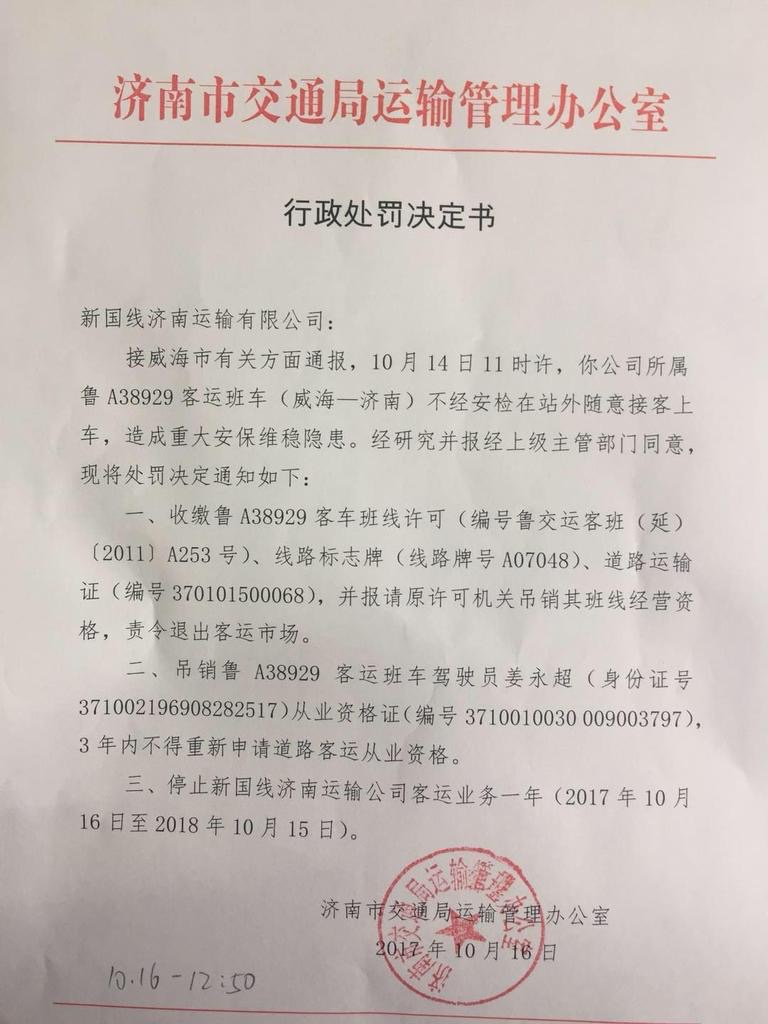 济南市交通局运输管理办公室
行政处罚决定书
新国线济南运输有限公司：
接威海市有关方面通报，10月14日11时许，你公司所属
鲁A38929客运班车（威海—济南）不经安检在站外随意接客上
车，造成重大安保维稳隐患。经研究并报经上级主管部门同意，
现将处罚决定通知如下：
一、收缴鲁A38929客车班线许可（编号鲁交运客班（延）
〔2011〕A253号）、线路标志牌（线路牌号A07048）、道路运输
证（编号370101500068），并报请原许可机关吊销其班线经营资
格，责令退出客运市场。
二、吊销鲁A38929客运班车驾驶员姜永超（身份证号
371002196908282517）从业资格证（编号3710010030 009003797），
3年内不得重新申请道路客运从业资格。
三、停止新国线济南运输公司客运业务一年（2017年10月
16日至2018年10月15日）。
济南市交通局运输管理办公室
济南市交通局运输管理办公室
2017年10月16日
10.16-12:50